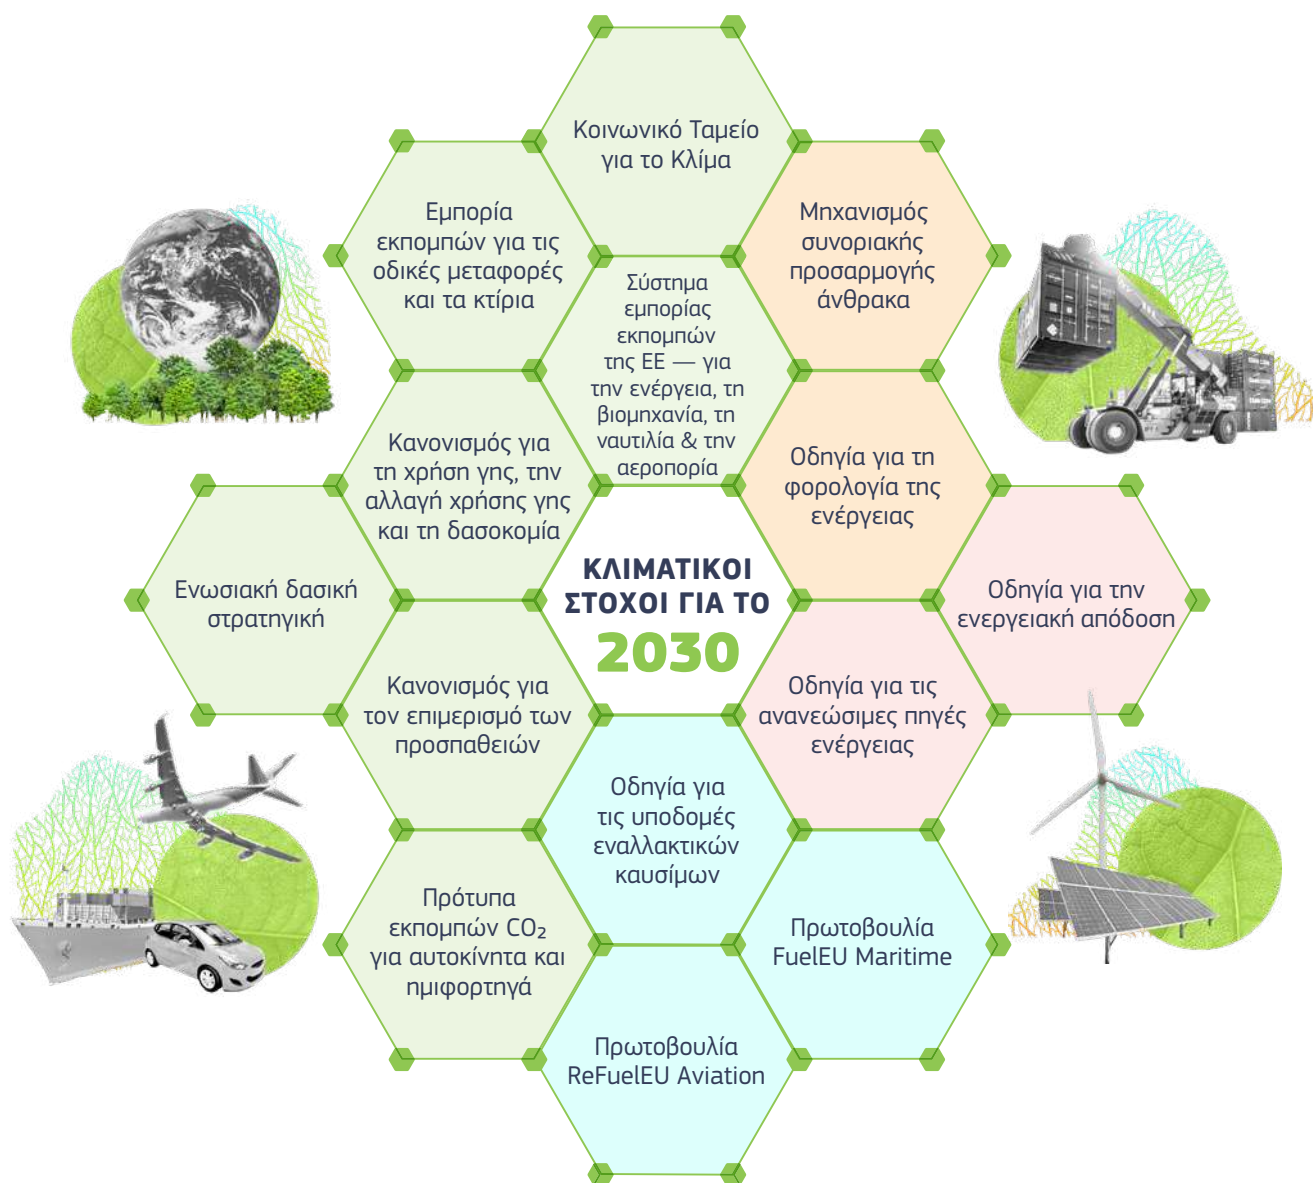 Κοινωνικό Ταμείο
για το Κλίμα
Εμπορία
εκπομπών για τις
οδικές μεταφορές
και τα κτίρια
Μηχανισμός
συνοριακής
προσαρμογής
άνθρακα
Σύστημα
εμπορίας
εκπομπών
της ΕΕ — για
την ενέργεια, τη
βιομηχανία, τη
ναυτιλία & την
αεροπορία
Κανονισμός για
τη χρήση γης, την
αλλαγή χρήσης γης
και τη δασοκομία
Οδηγία για τη
φορολογία της
ενέργειας
Ενωσιακή δασική
στρατηγική
ΚΛΙΜΑΤΙΚΟΙ
ΣΤΟΧΟΙ ΓΙΑ ΤΟ
2030
Οδηγία για την
ενεργειακή απόδοση
Κανονισμός για
τον επιμερισμό των
προσπαθειών
Οδηγία για τις
ανανεώσιμες πηγές
ενέργειας
Οδηγία για
τις υποδομές
εναλλακτικών
καυσίμων
Πρότυπα
εκπομπών CO₂
για αυτοκίνητα και
ημιφορτηγά
Πρωτοβουλία
FuelEU Maritime
Πρωτοβουλία
ReFuelEU Aviation